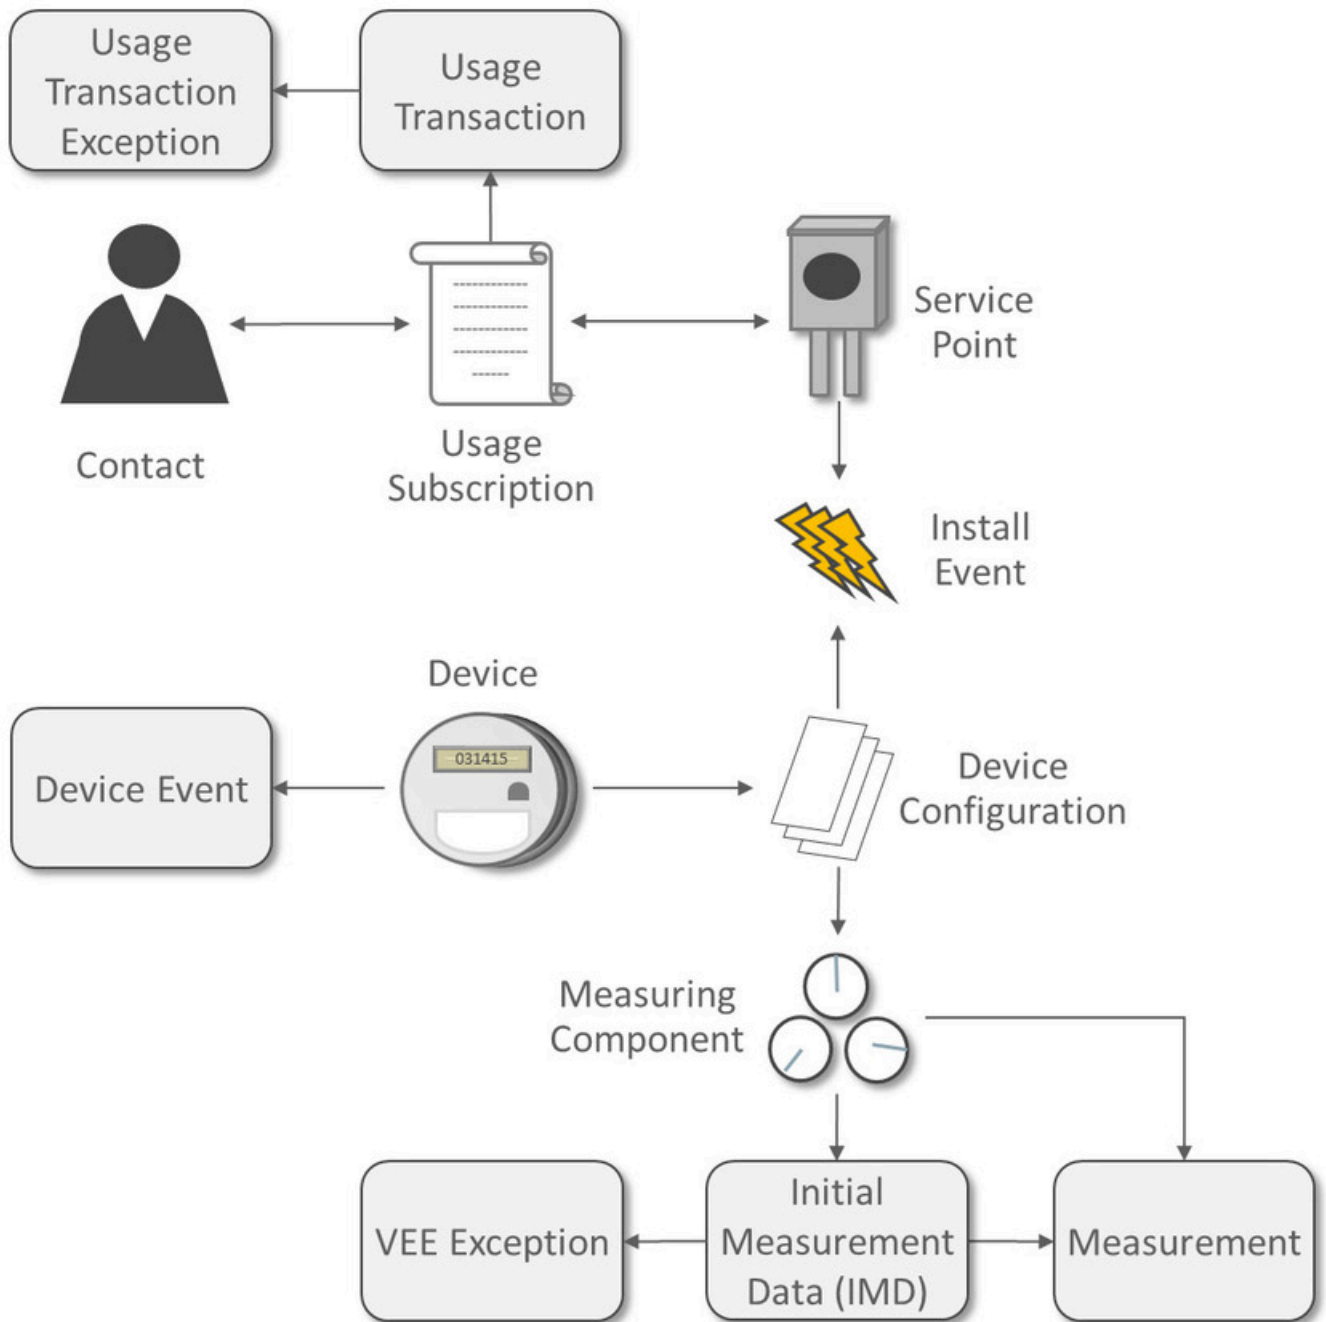 Usage
Transaction
Exception
Usage
Transaction
Service
Point
Contact
Usage
Subscription
Install
Event
Device
031415
Device Event
Device
Configuration
Measuring
Component
VEE Exception
Initial
Measurement
Data (IMD)
Measurement